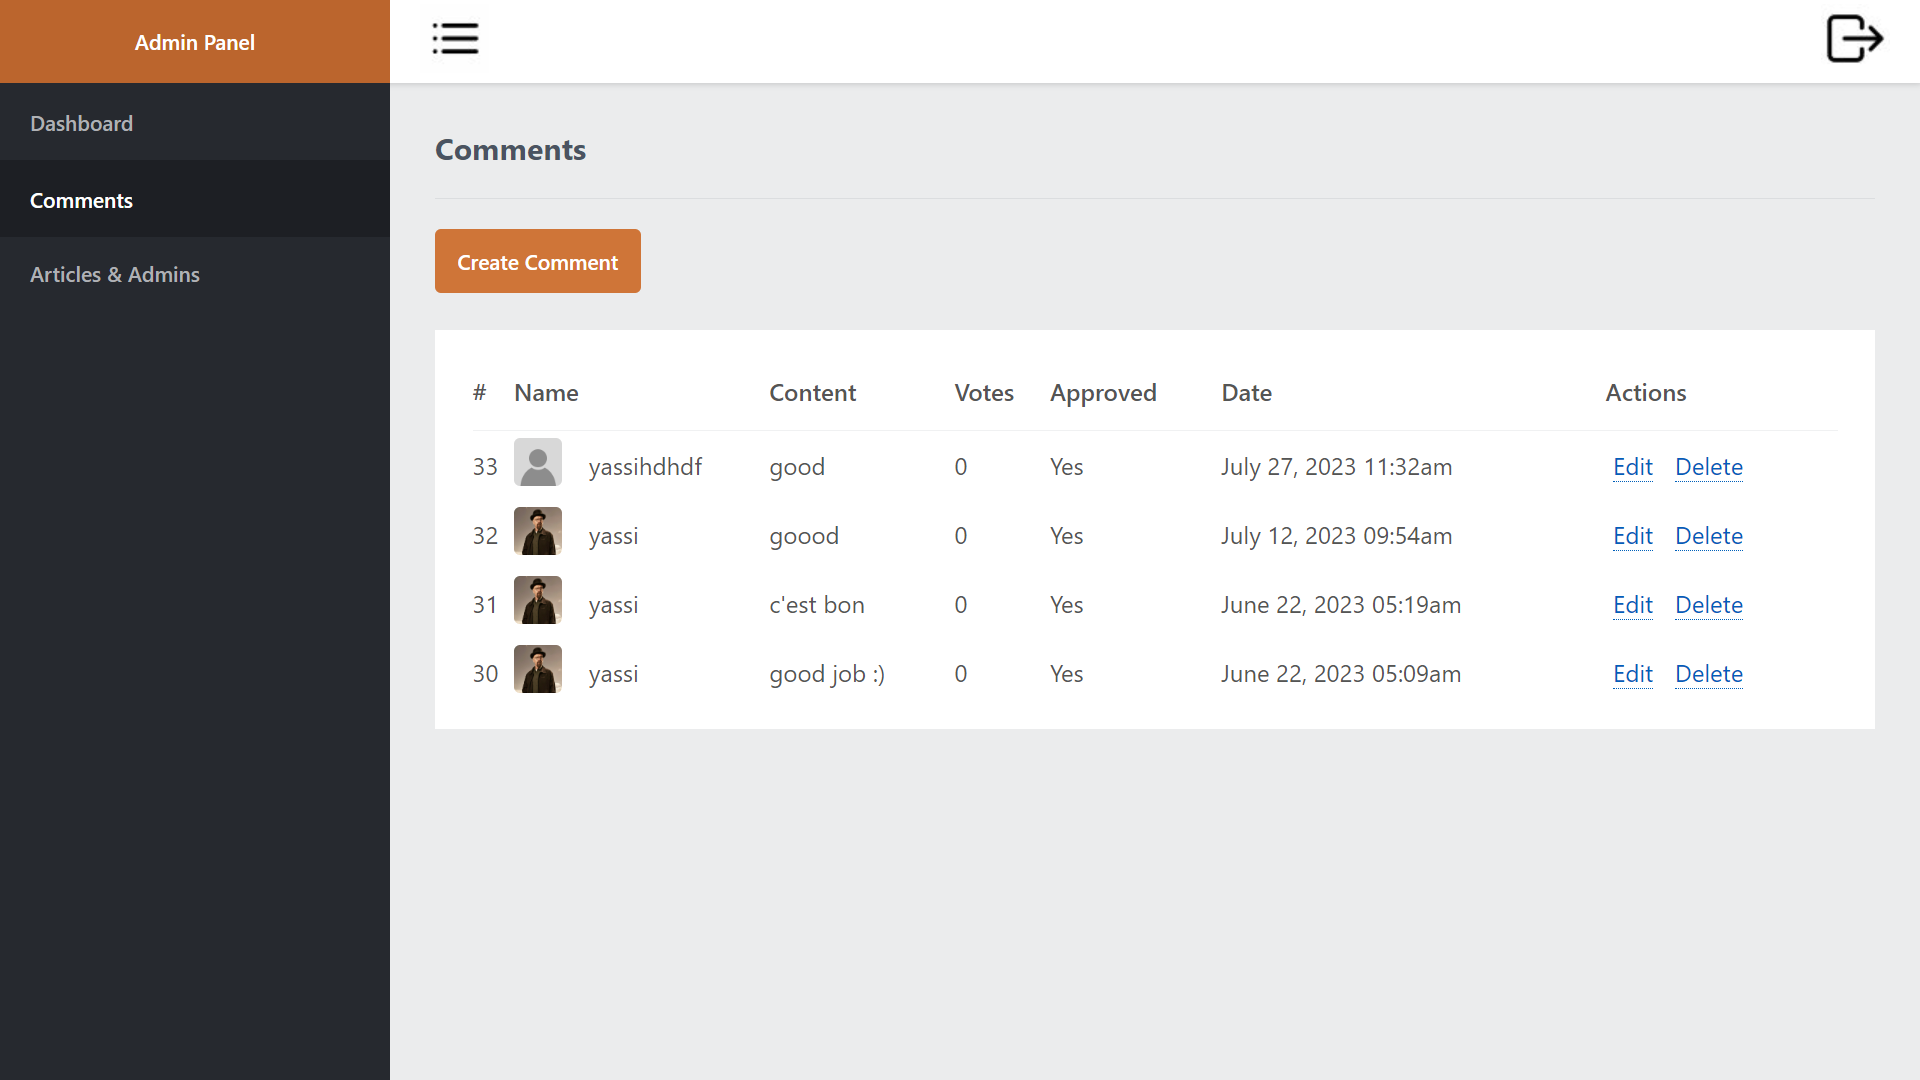 Admin Panel
Dashboard
Comments
Articles & Admins
Comments
Create Comment
# Name Content Votes Approved Date Actions
33 yassihdhdf good 0 Yes July 27, 2023 11:32am Edit Delete
32 yassi goood 0 Yes July 12, 2023 09:54am Edit Delete
31 yassi c'est bon 0 Yes June 22, 2023 05:19am Edit Delete
30 yassi good job :) 0 Yes June 22, 2023 05:09am Edit Delete